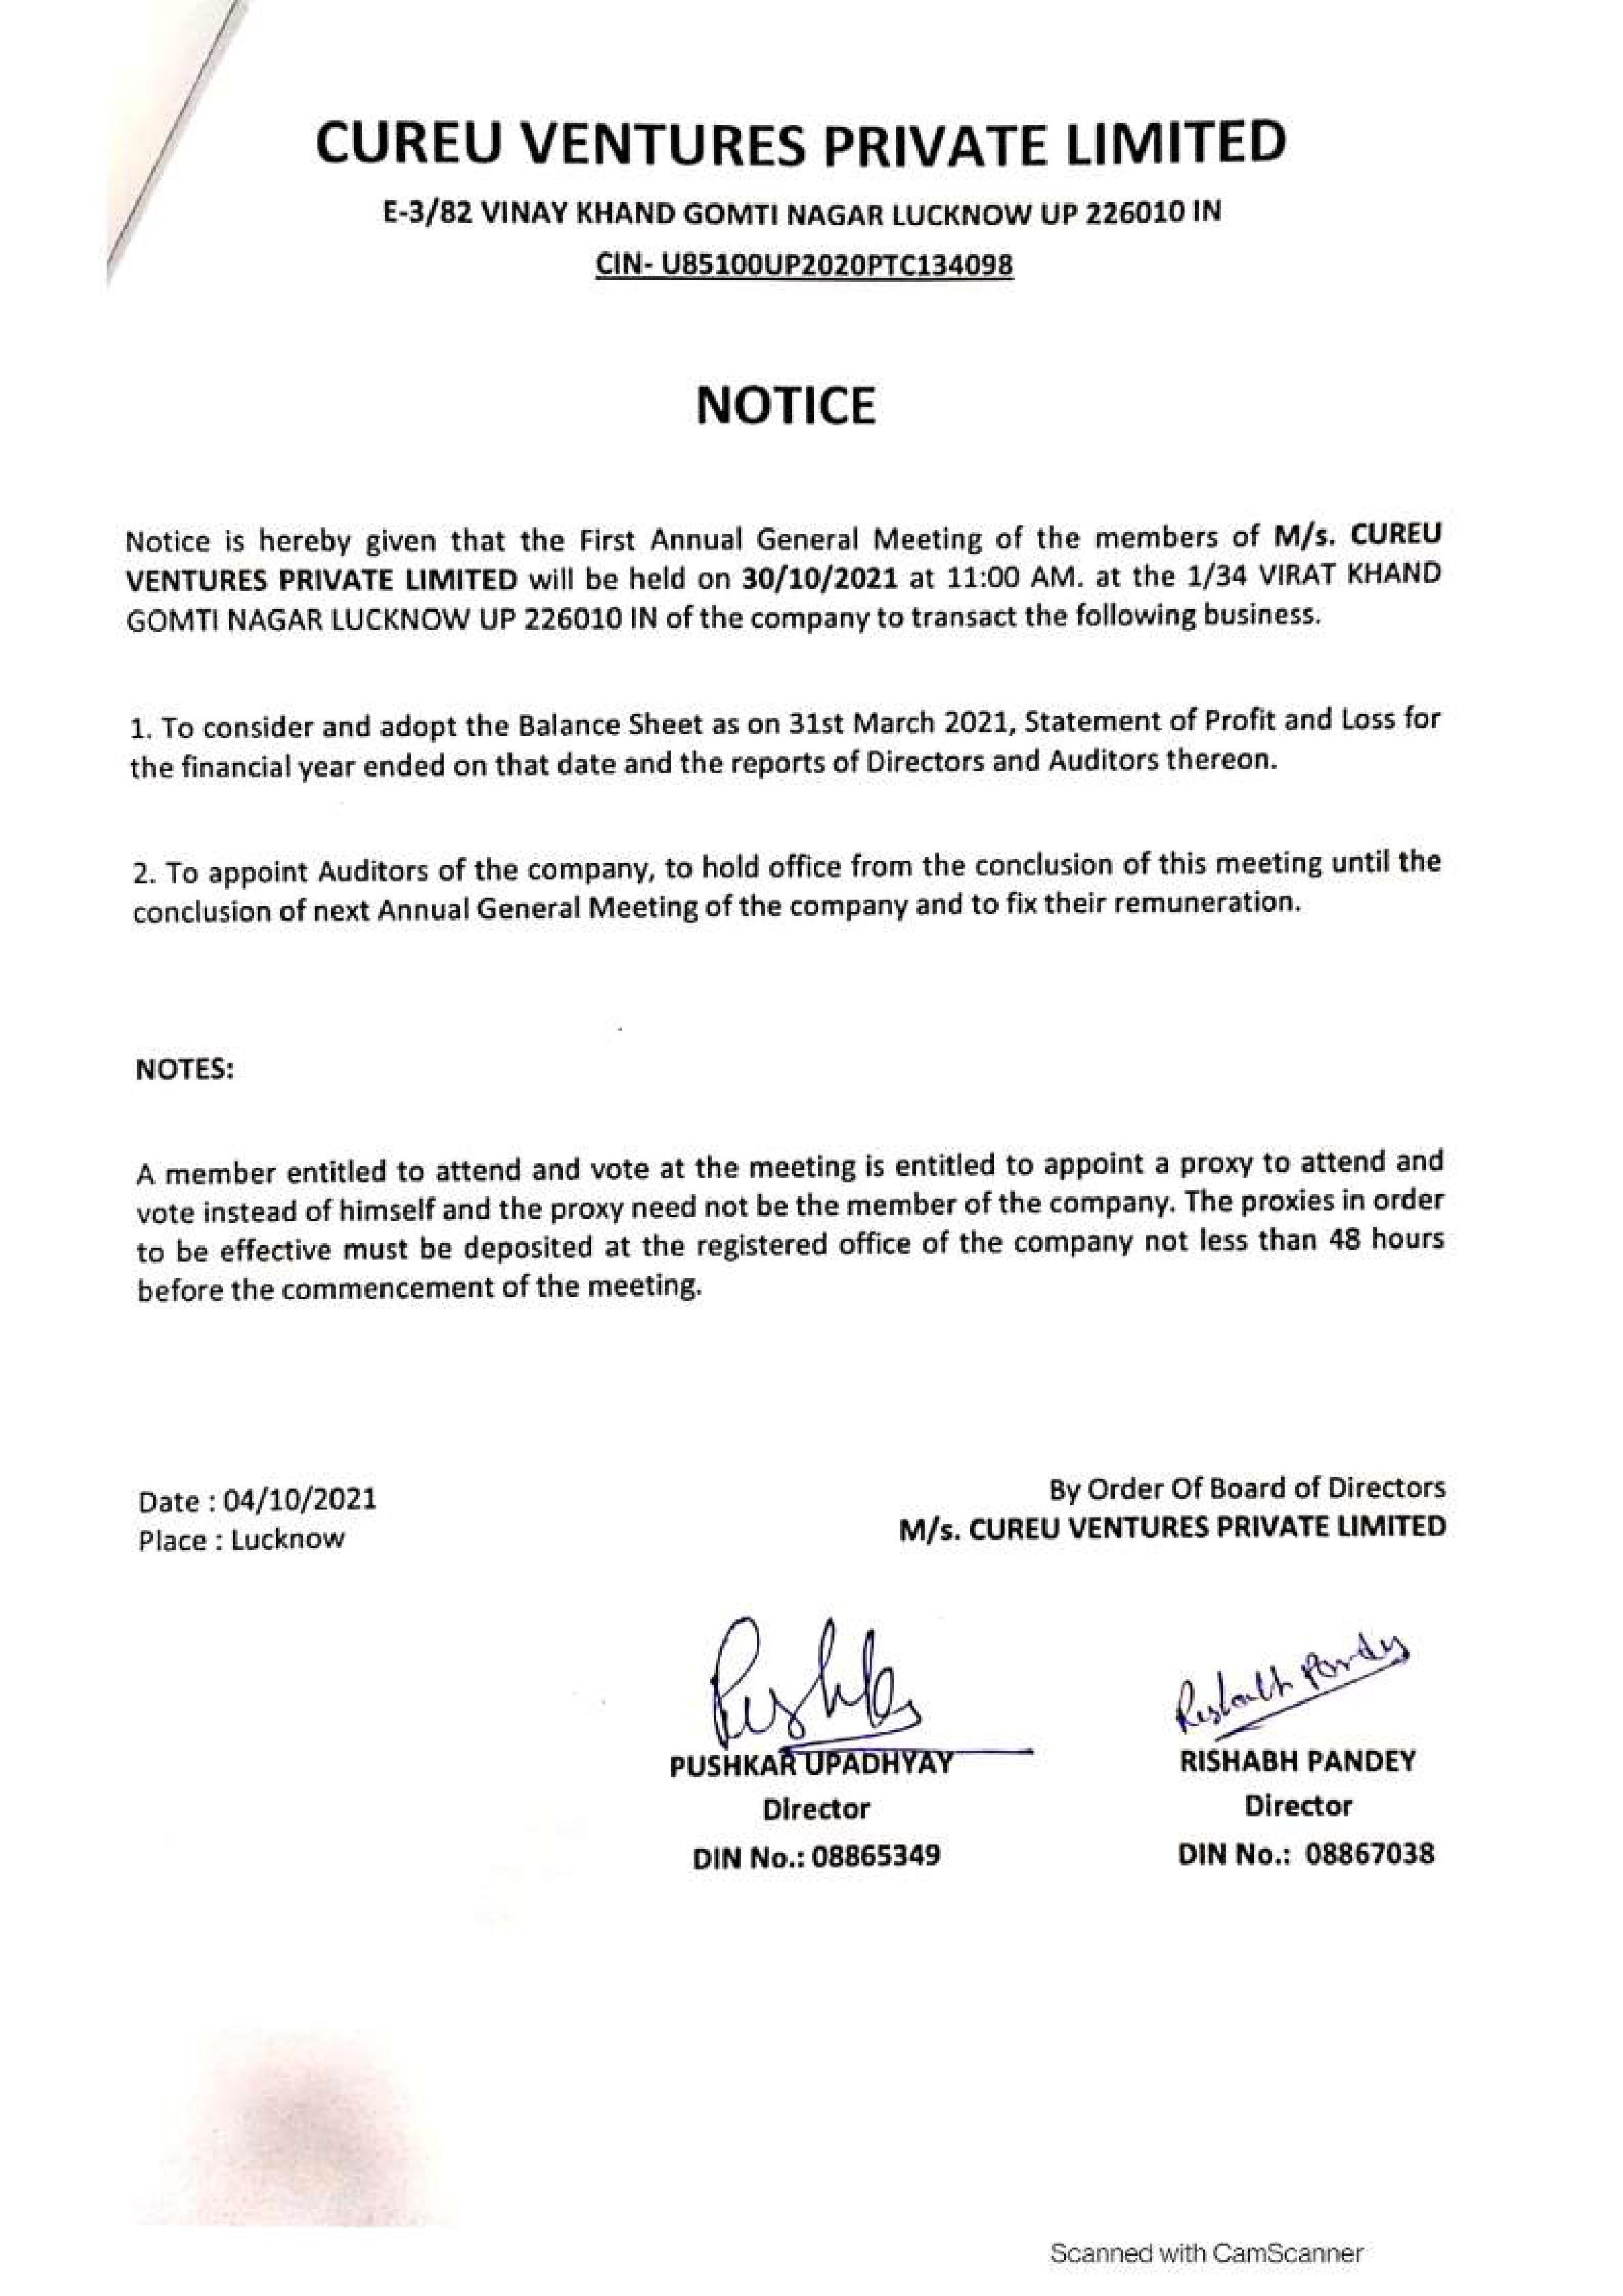 CUREU VENTURES PRIVATE LIMITED
E-3/82 VINAY KHAND GOMTI NAGAR LUCKNOW UP 226010 IN
CIN- U85100UP2020PTC134098
NOTICE
Notice is hereby given that the First Annual General Meeting of the members of M/s. CUREU
VENTURES PRIVATE LIMITED will be held on 30/10/2021 at 11:00 AM. at the 1/34 VIRAT KHAND
GOMTI NAGAR LUCKNOW UP 226010 IN of the company to transact the following business.
1. To consider and adopt the Balance Sheet as on 31st March 2021, Statement of Profit and Loss for
the financial year ended on that date and the reports of Directors and Auditors thereon.
2. To appoint Auditors of the company, to hold office from the conclusion of this meeting until the
conclusion of next Annual General Meeting of the company and to fix their remuneration.
NOTES:
A member entitled to attend and vote at the meeting is entitled to appoint a proxy to attend and
vote instead of himself and the proxy need not be the member of the company. The proxies in order
to be effective must be deposited at the registered office of the company not less than 48 hours
before the commencement of the meeting.
Date : 04/10/2021
Place : Lucknow
By Order Of Board of Directors
M/s. CUREU VENTURES PRIVATE LIMITED
Rishabh Pandey
PUSHKAR UPADHYAY
Director
DIN No.: 08865349
RISHABH PANDEY
Director
DIN No.: 08867038
Scanned with CamScanner